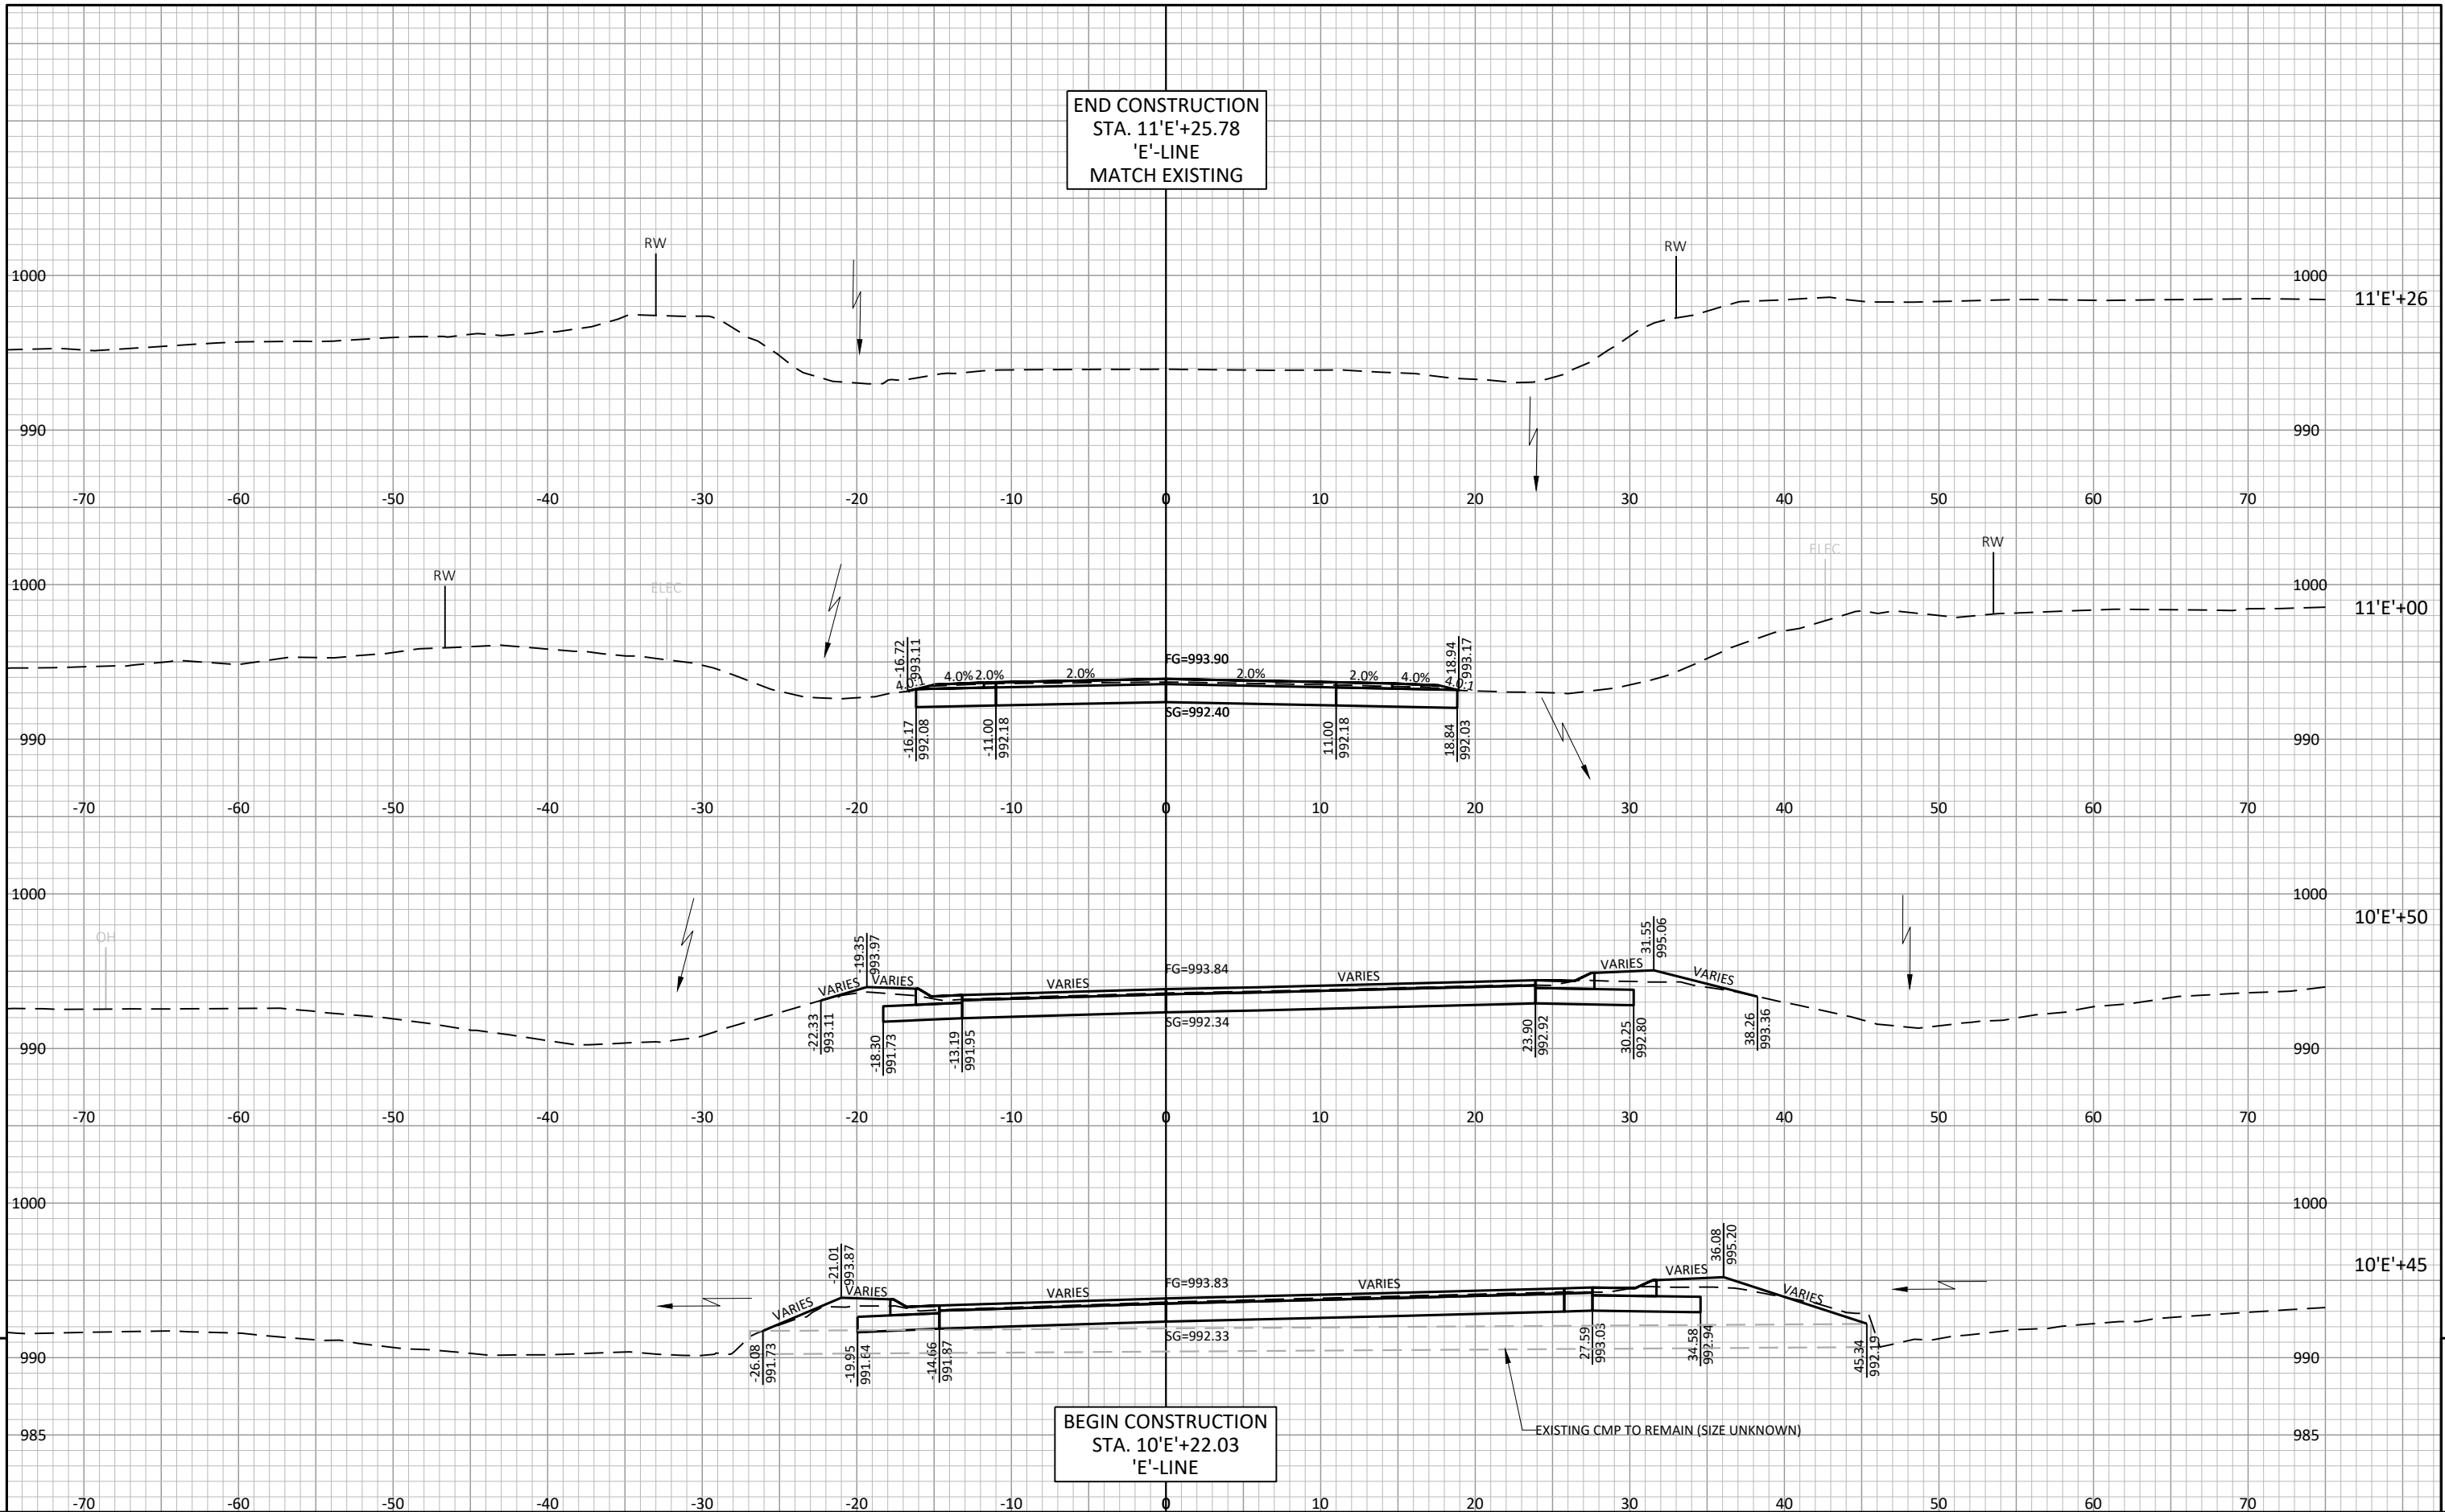 END CONSTRUCTION
STA. 11'E'+25.78
'E'-LINE
MATCH EXISTING
RW
RW
1000
1000
11'E'+26
990
990
-70 -60 -50 -40 -30 -20 -10 0 10 20 30 40 50 60 70
RW
ELEC
ELEC
RW
1000
1000
11'E'+00
-16.72
993.11
FG=993.90
18.94
993.17
4.0:1 4.0% 2.0% 2.0% 2.0% 2.0% 4.0% 4.0:1
SG=992.40
990
990
-16.17
992.08
-11.00
992.18
11.00
992.18
18.84
992.03
-70 -60 -50 -40 -30 -20 -10 0 10 20 30 40 50 60 70
1000
1000
10'E'+50
OH
-19.35
993.97
31.55
995.06
FG=993.84
VARIES VARIES VARIES VARIES VARIES VARIES
SG=992.34
990
990
-22.33
993.11
-18.30
991.73
-13.19
991.95
23.90
992.92
30.25
992.80
38.26
993.36
-70 -60 -50 -40 -30 -20 -10 0 10 20 30 40 50 60 70
1000
1000
10'E'+45
-21.01
993.87
36.08
995.20
FG=993.83
VARIES VARIES VARIES VARIES VARIES VARIES
SG=992.33
990
990
-26.08
991.73
-19.95
991.64
-14.66
991.87
27.59
993.03
34.58
992.94
45.34
992.19
BEGIN CONSTRUCTION
STA. 10'E'+22.03
'E'-LINE
EXISTING CMP TO REMAIN (SIZE UNKNOWN)
985
985
-70 -60 -50 -40 -30 -20 -10 0 10 20 30 40 50 60 70